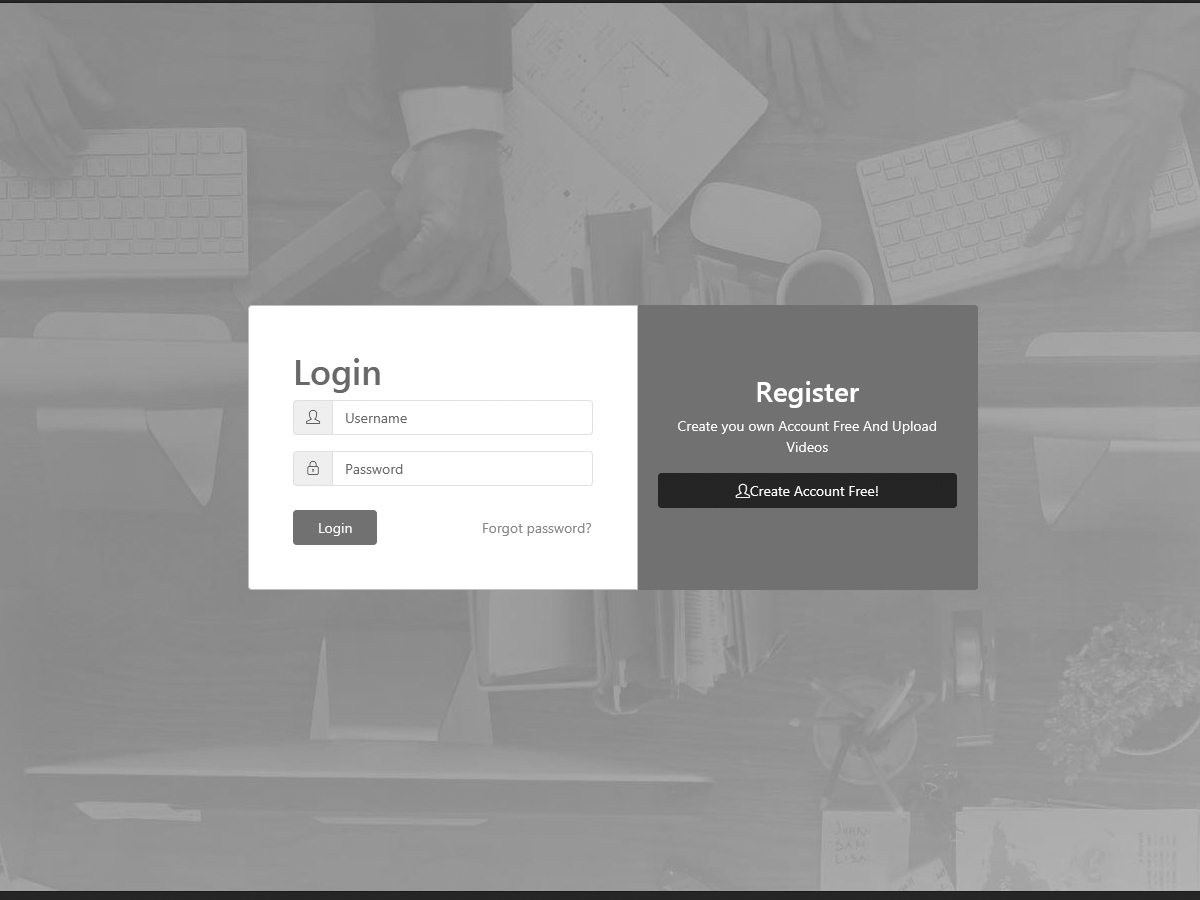 Login
Username
Password
Login
Forgot password?
Register
Create you own Account Free And Upload
Videos
Create Account Free!
JOHN
SAM
LISA